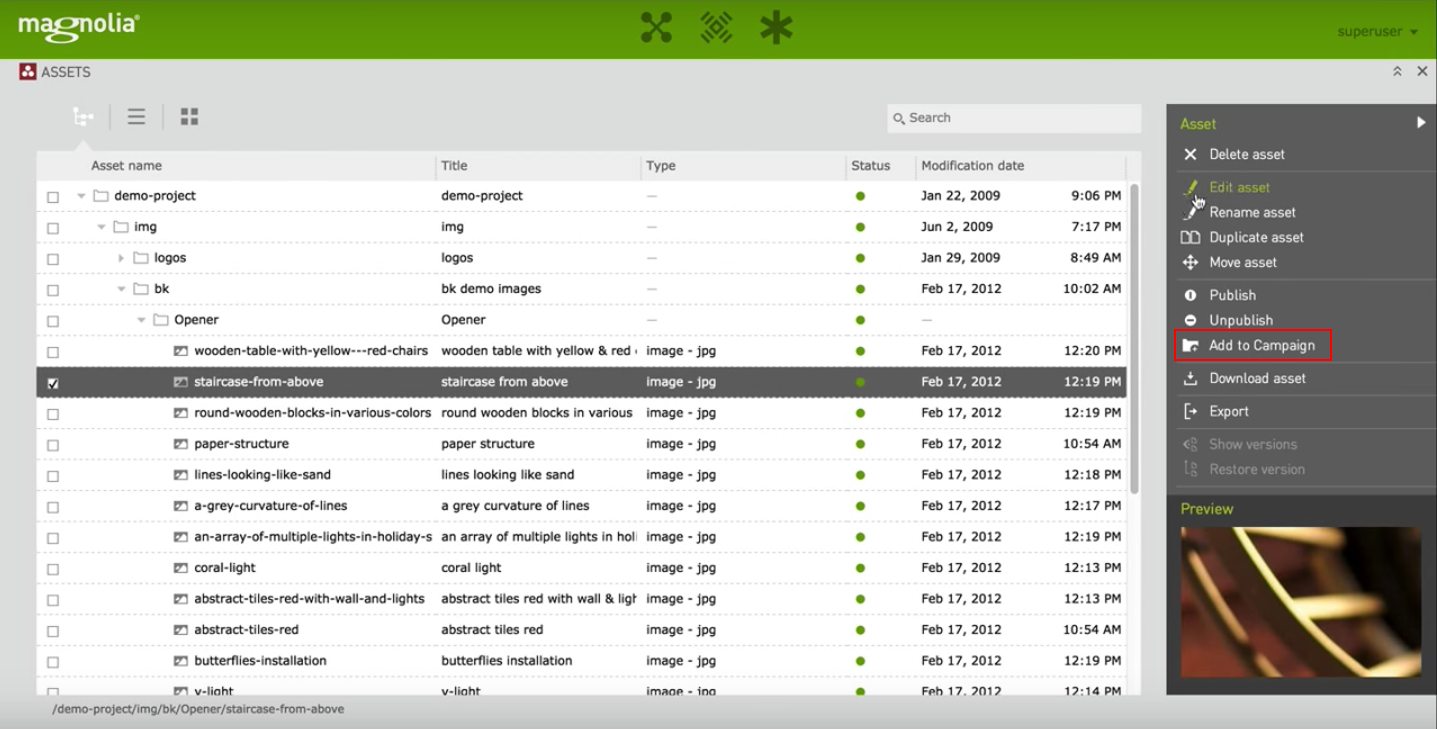 magnolia®
superuser
ASSETS
Search
Asset name Title Type Status Modification date
demo-project demo-project — Jan 22, 2009 9:06 PM
img img — Jun 2, 2009 7:17 PM
logos logos — Jan 29, 2009 8:49 AM
bk bk demo images — Feb 17, 2012 10:02 AM
Opener Opener — —
wooden-table-with-yellow---red-chairs wooden table with yellow & red image - jpg Feb 17, 2012 12:20 PM
staircase-from-above staircase from above image - jpg Feb 17, 2012 12:19 PM
round-wooden-blocks-in-various-colors round wooden blocks in various image - jpg Feb 17, 2012 12:19 PM
paper-structure paper structure image - jpg Feb 17, 2012 10:54 AM
lines-looking-like-sand lines looking like sand image - jpg Feb 17, 2012 12:18 PM
a-grey-curvature-of-lines a grey curvature of lines image - jpg Feb 17, 2012 12:17 PM
an-array-of-multiple-lights-in-holiday-s an array of multiple lights in holi image - jpg Feb 17, 2012 12:19 PM
coral-light coral light image - jpg Feb 17, 2012 12:13 PM
abstract-tiles-red-with-wall-and-lights abstract tiles red with wall & ligh image - jpg Feb 17, 2012 12:13 PM
abstract-tiles-red abstract tiles red image - jpg Feb 17, 2012 10:54 AM
butterflies-installation butterflies installation image - jpg Feb 17, 2012 12:19 PM
v-light v-light image - jpg Feb 17, 2012 12:14 PM
/demo-project/img/bk/Opener/staircase-from-above
Asset
Delete asset
Edit asset
Rename asset
Duplicate asset
Move asset
Publish
Unpublish
Add to Campaign
Download asset
Export
Show versions
Restore version
Preview